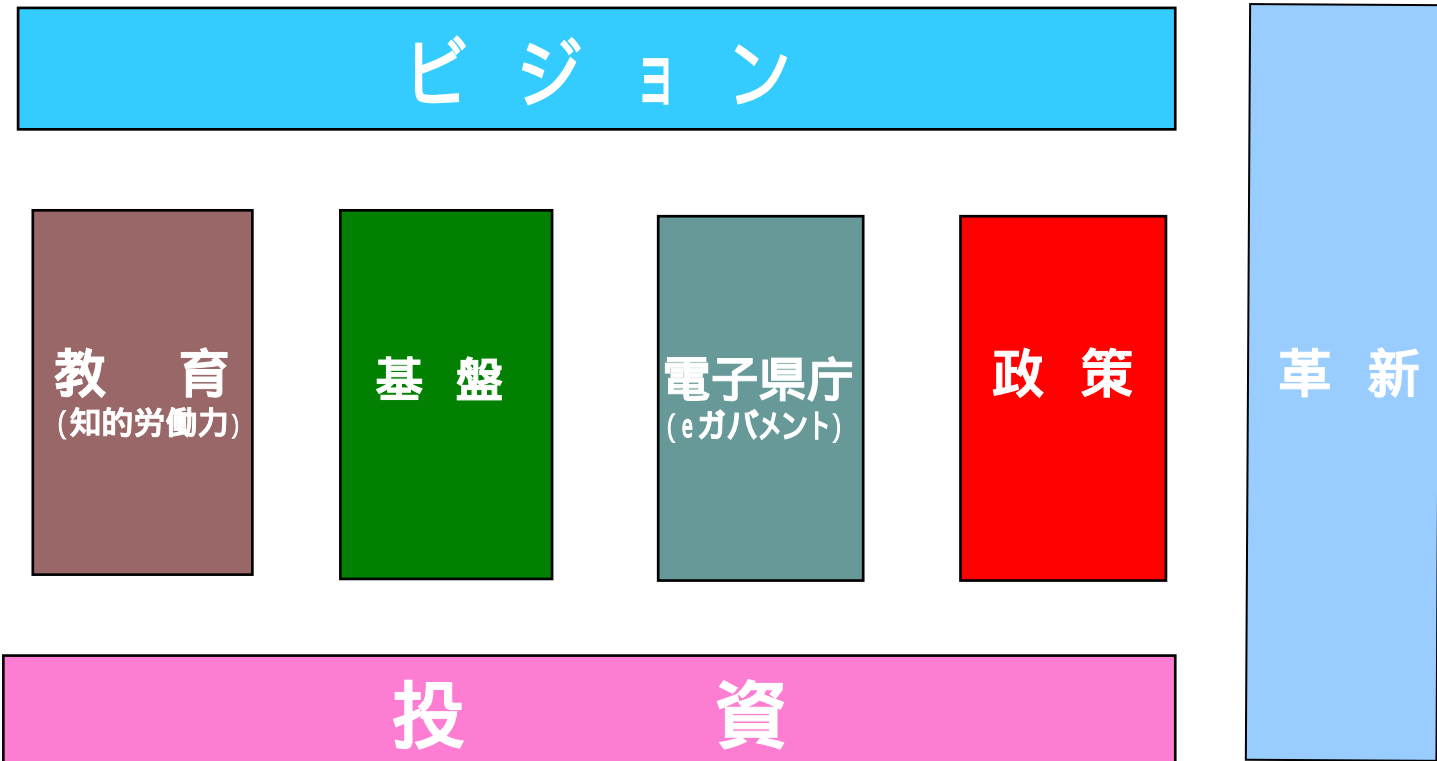 ビジョン
教育
(知的労働力)
基盤
電子県庁
(eガバメント)
政策
革新
投資